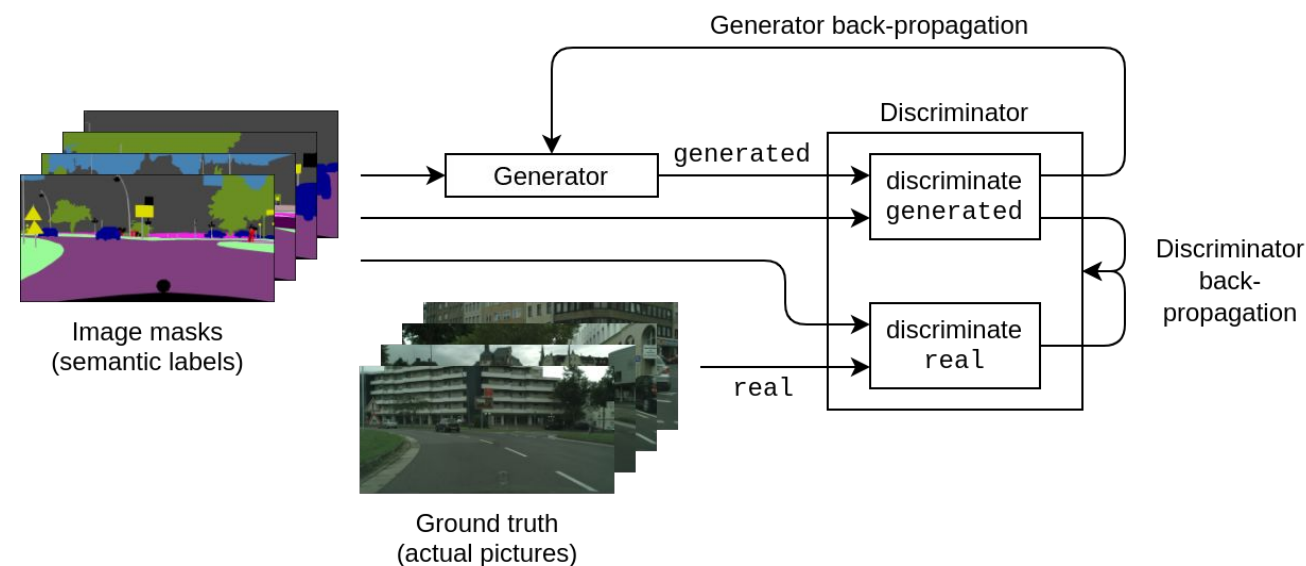 Generator back-propagation
Discriminator
generated
Generator
discriminate
generated
Discriminator
back-
propagation
Image masks
(semantic labels)
discriminate
real
real
Ground truth
(actual pictures)